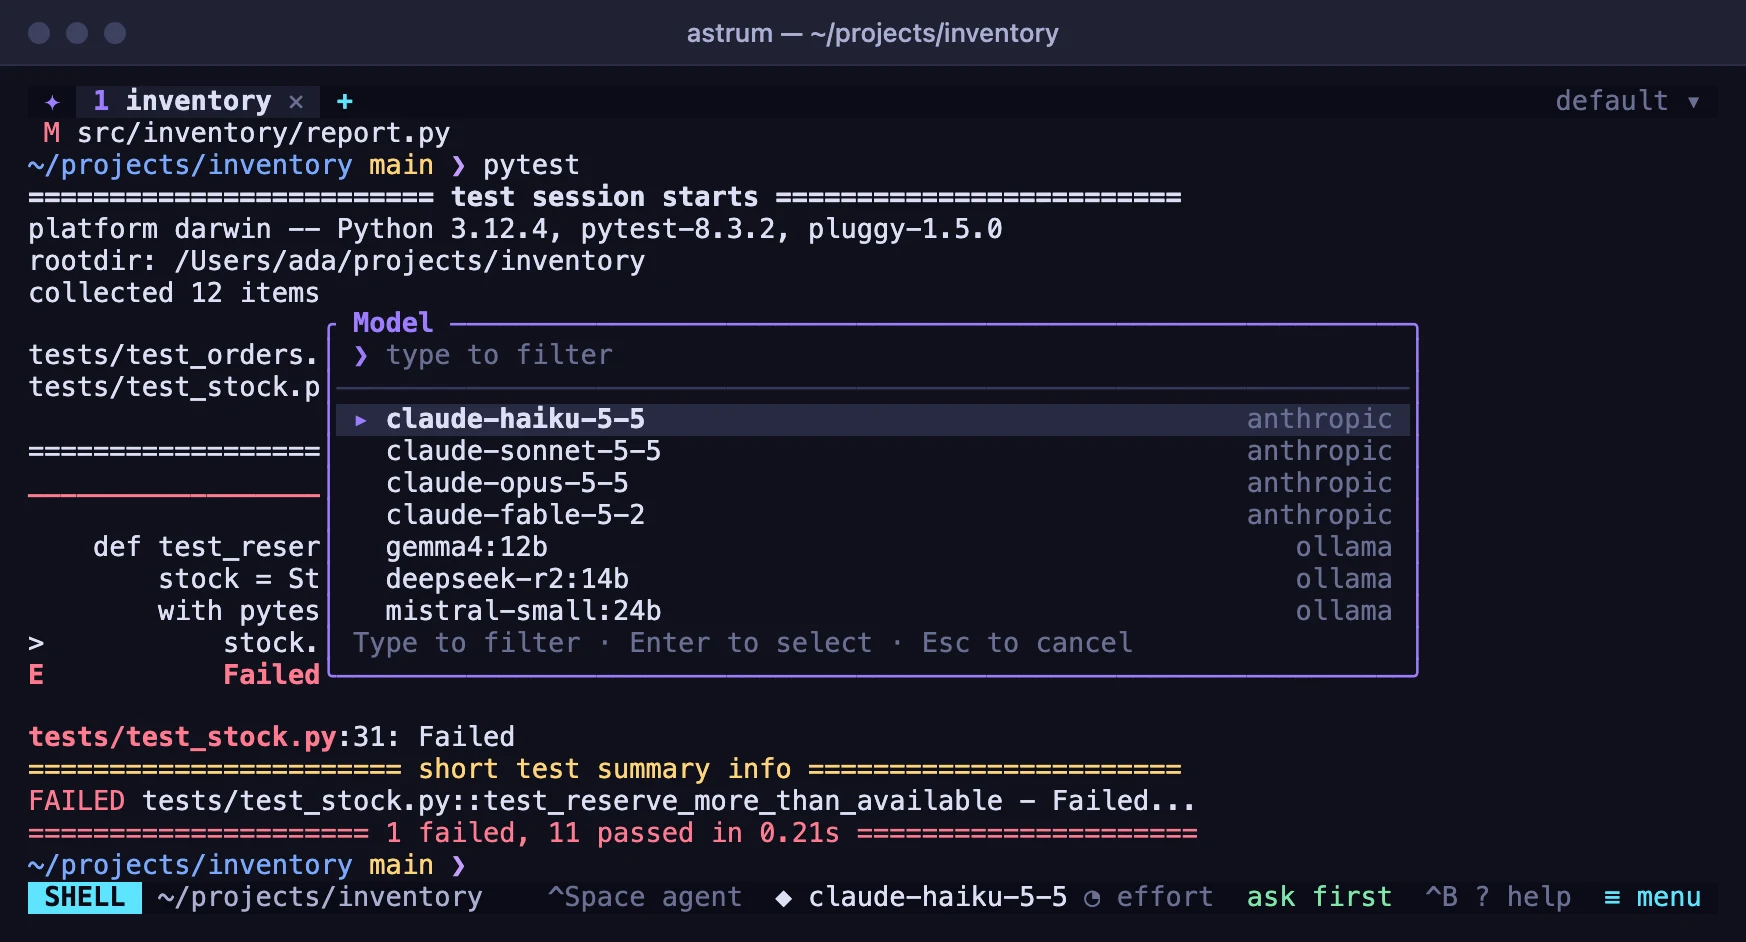 astrum — ~/projects/inventory
✦ 1 inventory × + default ▾
M src/inventory/report.py
~/projects/inventory main ❯ pytest
========================= test session starts =========================
platform darwin -- Python 3.12.4, pytest-8.3.2, pluggy-1.5.0
rootdir: /Users/ada/projects/inventory
collected 12 items
Model
tests/test_orders.
❯ type to filter
tests/test_stock.p
▸ claude-haiku-5-5 anthropic
==================
claude-sonnet-5-5 anthropic
claude-opus-5-5 anthropic
claude-fable-5-2 anthropic
def test_reser
gemma4:12b ollama
stock = St
deepseek-r2:14b ollama
with pytes
mistral-small:24b ollama
> stock.
Type to filter · Enter to select · Esc to cancel
E Failed
tests/test_stock.py:31: Failed
======================= short test summary info =======================
FAILED tests/test_stock.py::test_reserve_more_than_available - Failed...
===================== 1 failed, 11 passed in 0.21s =====================
~/projects/inventory main ❯
SHELL ~/projects/inventory ^Space agent ◆ claude-haiku-5-5 ◔ effort ask first ^B ? help ≡ menu